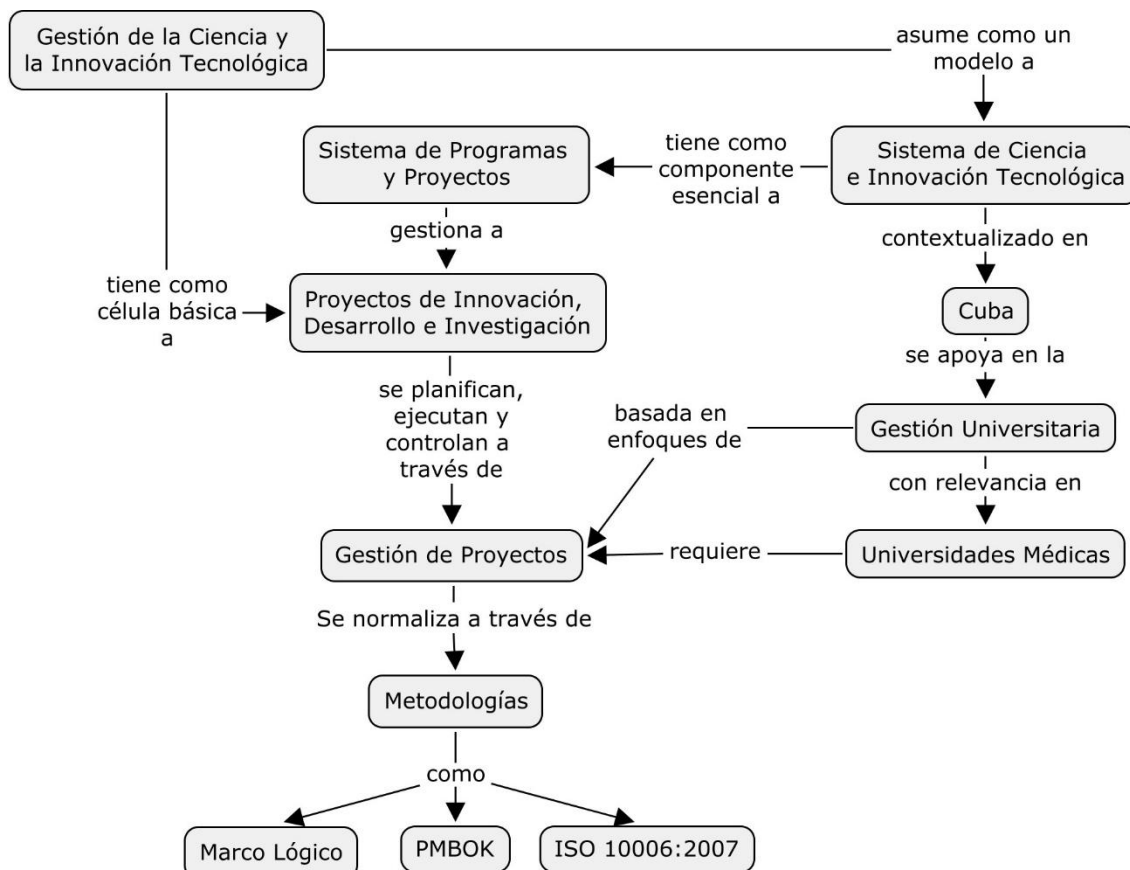 Gestión de la Ciencia y
la Innovación Tecnológica
asume como un
modelo a
Sistema de Programas
y Proyectos
tiene como
componente
esencial a
Sistema de Ciencia
e Innovación Tecnológica
gestiona a
contextualizado en
tiene como
célula básica
a
Proyectos de Innovación,
Desarrollo e Investigación
Cuba
se apoya en la
se planifican,
ejecutan y
controlan a
través de
basada en
enfoques de
Gestión Universitaria
con relevancia en
Gestión de Proyectos
requiere
Universidades Médicas
Se normaliza a través de
Metodologías
como
Marco Lógico
PMBOK
ISO 10006:2007